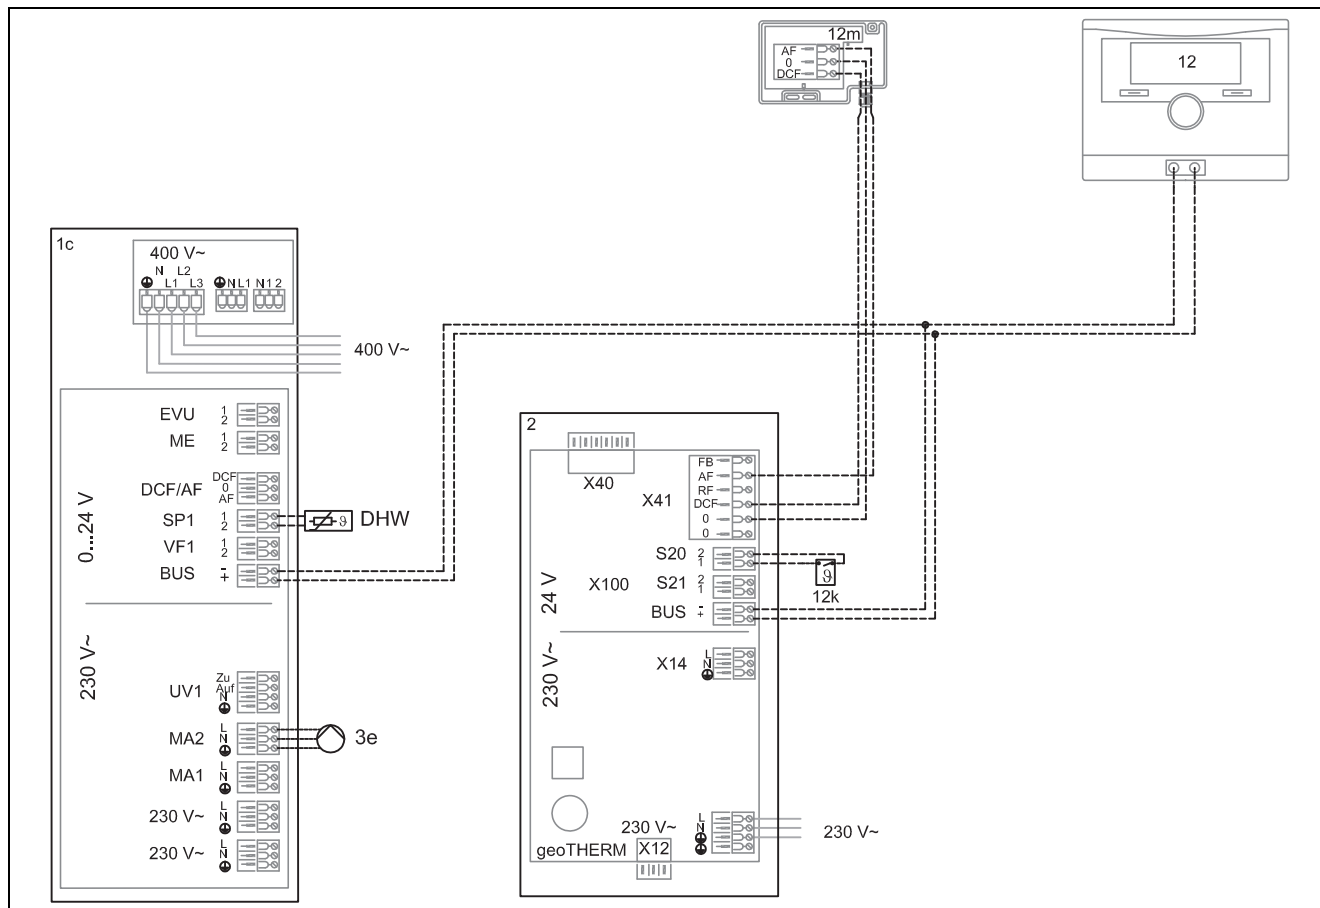 12m
AF
0
DCF
12
1c
400 V~
N L2
L1 L3 N L1 N 1 2
400 V~
0...24 V
EVU 1
2
ME 1
2
DCF/AF DCF
0
AF
SP1 1
2
DHW
VF1 1
2
BUS -
+
230 V~
UV1 Zu
Auf
N
MA2 L
N
3e
MA1 L
N
230 V~ L
N
230 V~ L
N
2
X40
X41
FB
AF
RF
DCF
0
0
24 V
X100
S20 2
1
12k
S21 2
1
BUS -
+
230 V~
X14 L
N
230 V~ L
N
230 V~
geoTHERM X12